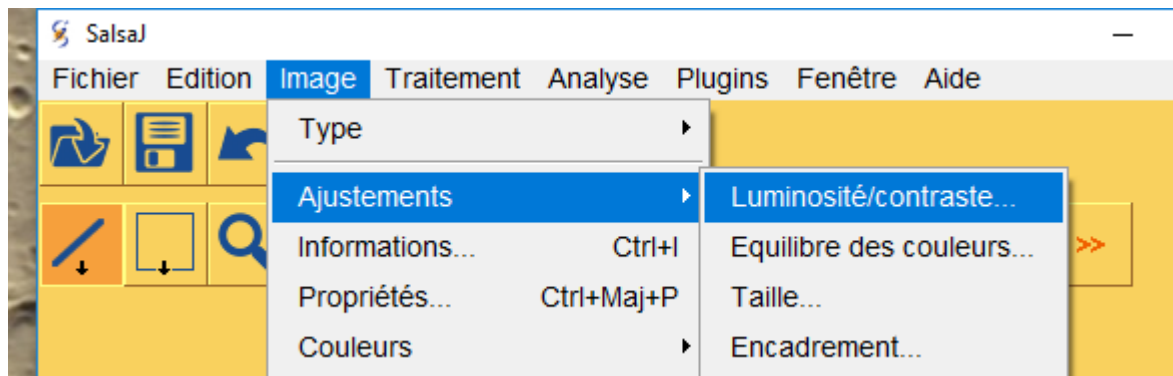 SalsaJ
Fichier Edition Image Traitement Analyse Plugins Fenêtre Aide
Type
Ajustements
Luminosité/contraste...
Informations... Ctrl+I
Equilibre des couleurs...
>>
Propriétés... Ctrl+Maj+P
Taille...
Couleurs
Encadrement...